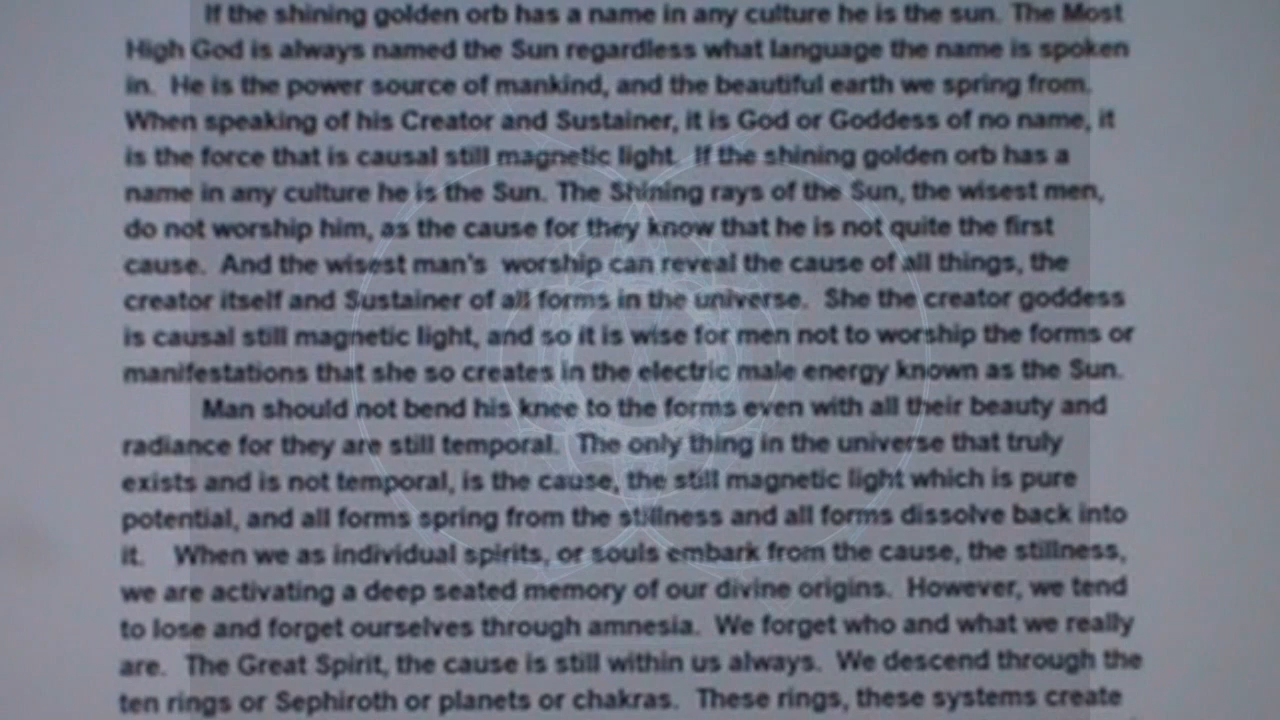 If the shining golden orb has a name in any culture he is the sun. The Most
High God is always named the Sun regardless what language the name is spoken
in. He is the power source of mankind, and the beautiful earth we spring from.
When speaking of his Creator and Sustainer, it is God or Goddess of no name, it
is the force that is causal still magnetic light. If the shining golden orb has a
name in any culture he is the Sun. The Shining rays of the Sun, the wisest men,
do not worship him, as the cause for they know that he is not quite the first
cause. And the wisest man's worship can reveal the cause of all things, the
creator itself and Sustainer of all forms in the universe. She the creator goddess
is causal still magnetic light, and so it is wise for men not to worship the forms or
manifestations that she so creates in the electric male energy known as the Sun.
Man should not bend his knee to the forms even with all their beauty and
radiance for they are still temporal. The only thing in the universe that truly
exists and is not temporal, is the cause, the still magnetic light which is pure
potential, and all forms spring from the stillness and all forms dissolve back into
it. When we as individual spirits, or souls embark from the cause, the stillness,
we are activating a deep seated memory of our divine origins. However, we tend
to lose and forget ourselves through amnesia. We forget who and what we really
are. The Great Spirit, the cause is still within us always. We descend through the
ten rings or Sephiroth or planets or chakras. These rings, these systems create